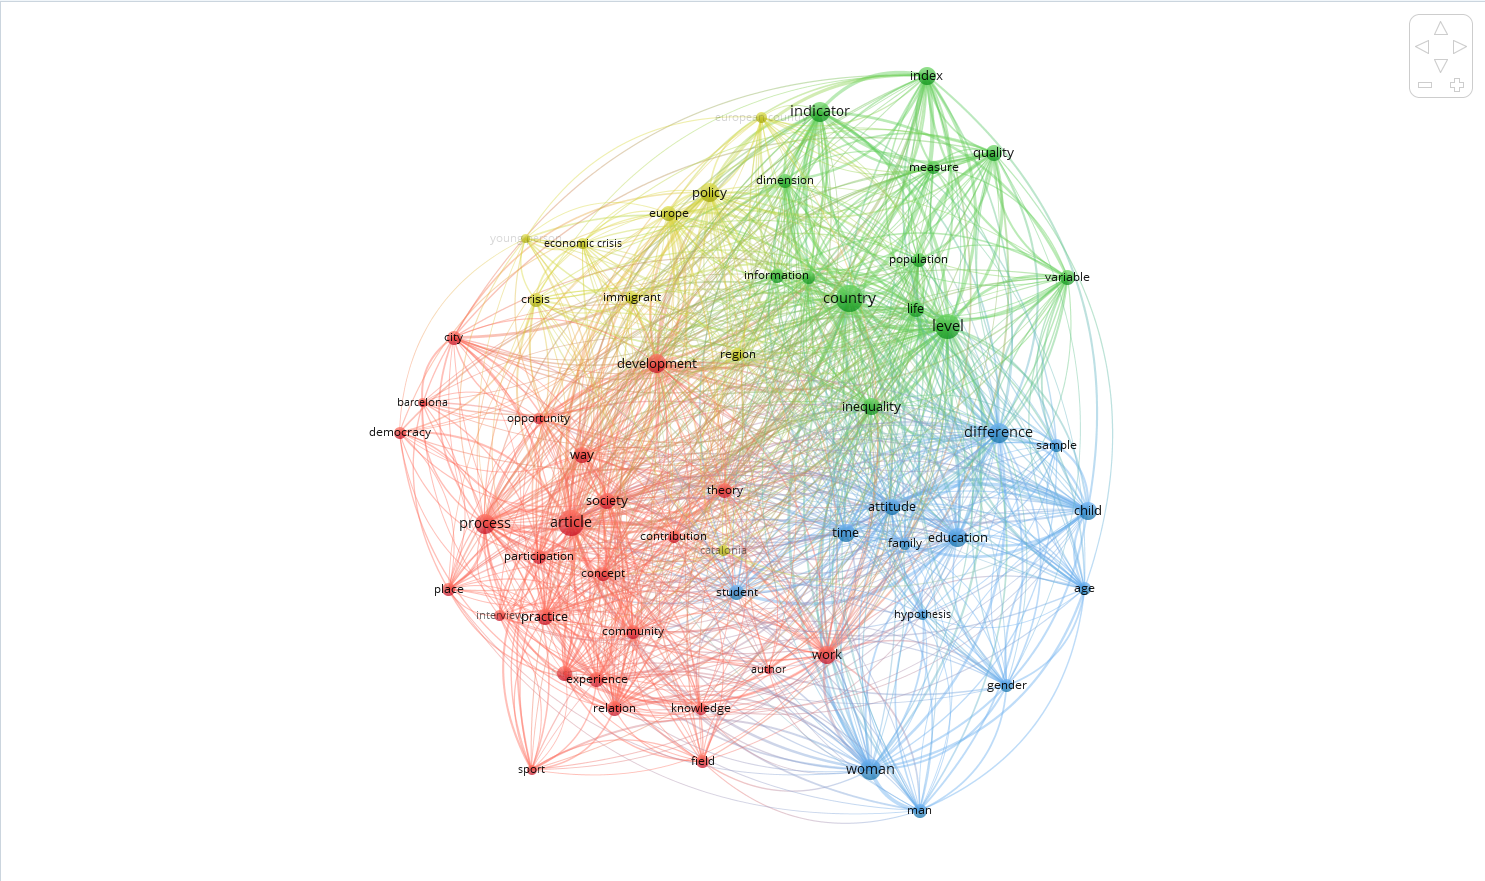 index
indicator
european country
quality
measure
dimension
policy
europe
young person
economic crisis
population
information
variable
immigrant
country
crisis
life
level
city
region
development
barcelona
inequality
opportunity
democracy
difference
sample
way
theory
society
attitude
child
process
article
time
contribution
education
family
catalonia
participation
concept
place
age
student
interview
practice
hypothesis
community
work
author
experience
gender
relation
knowledge
field
sport
woman
man